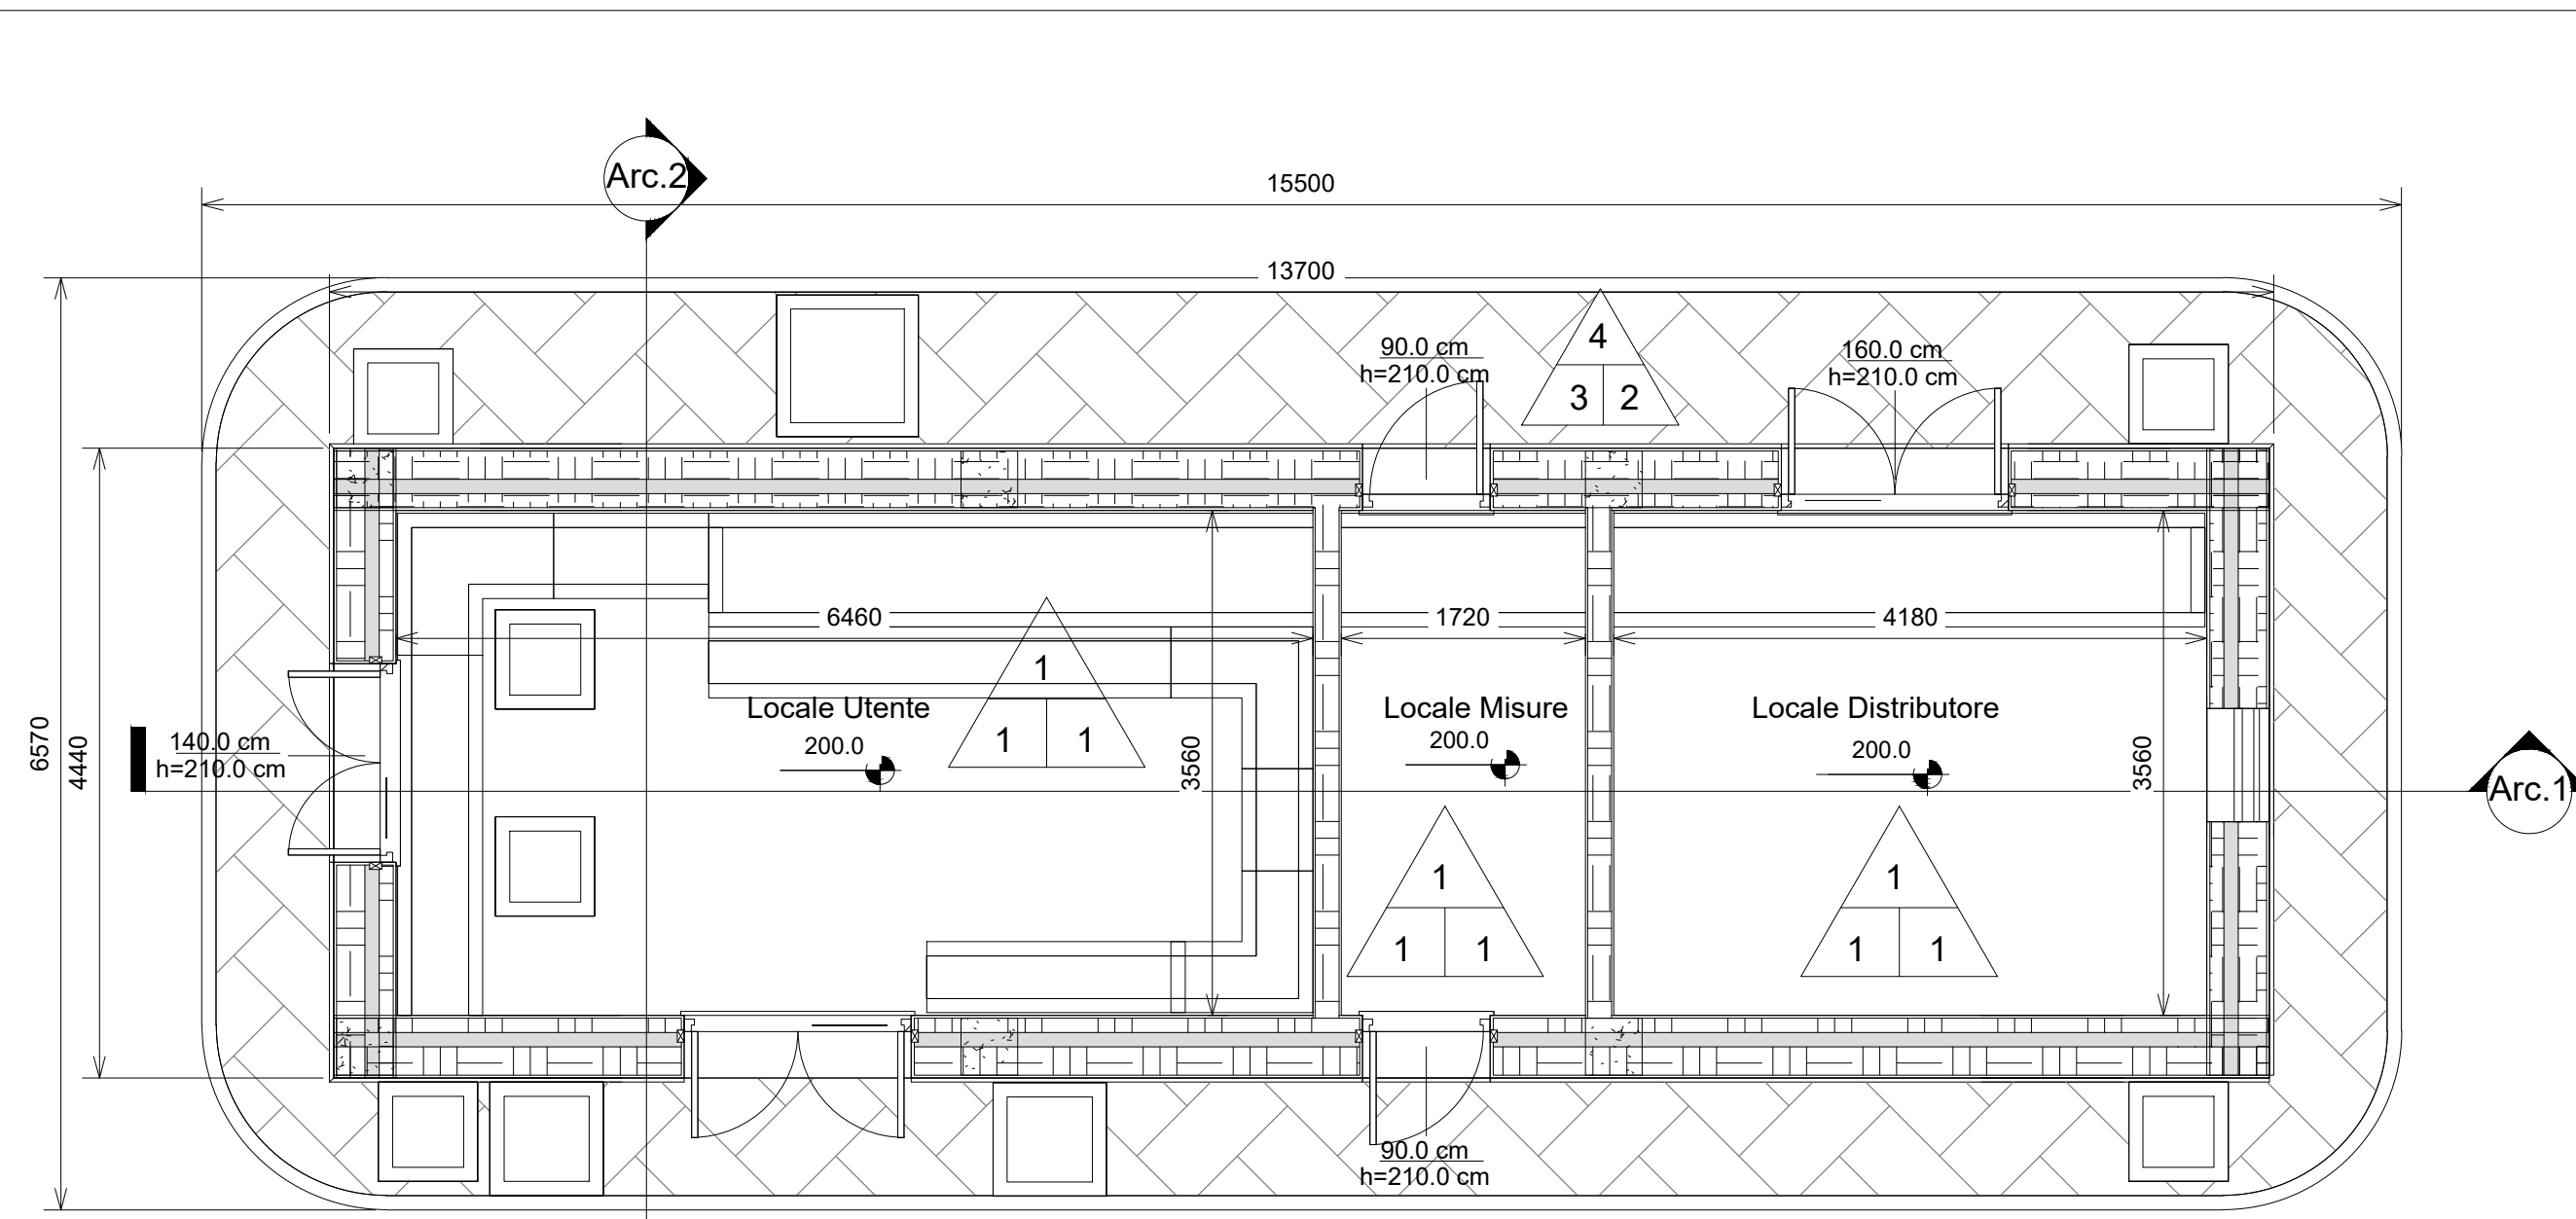 Arc.2
15500
13700
90.0 cm
h=210.0 cm
4
3 2
160.0 cm
h=210.0 cm
6460
1720
4180
1
1 1
Locale Utente
200.0
Locale Misure
200.0
Locale Distributore
200.0
6570
4440
140.0 cm
h=210.0 cm
3560
3560
Arc.1
1
1 1
1
1 1
90.0 cm
h=210.0 cm